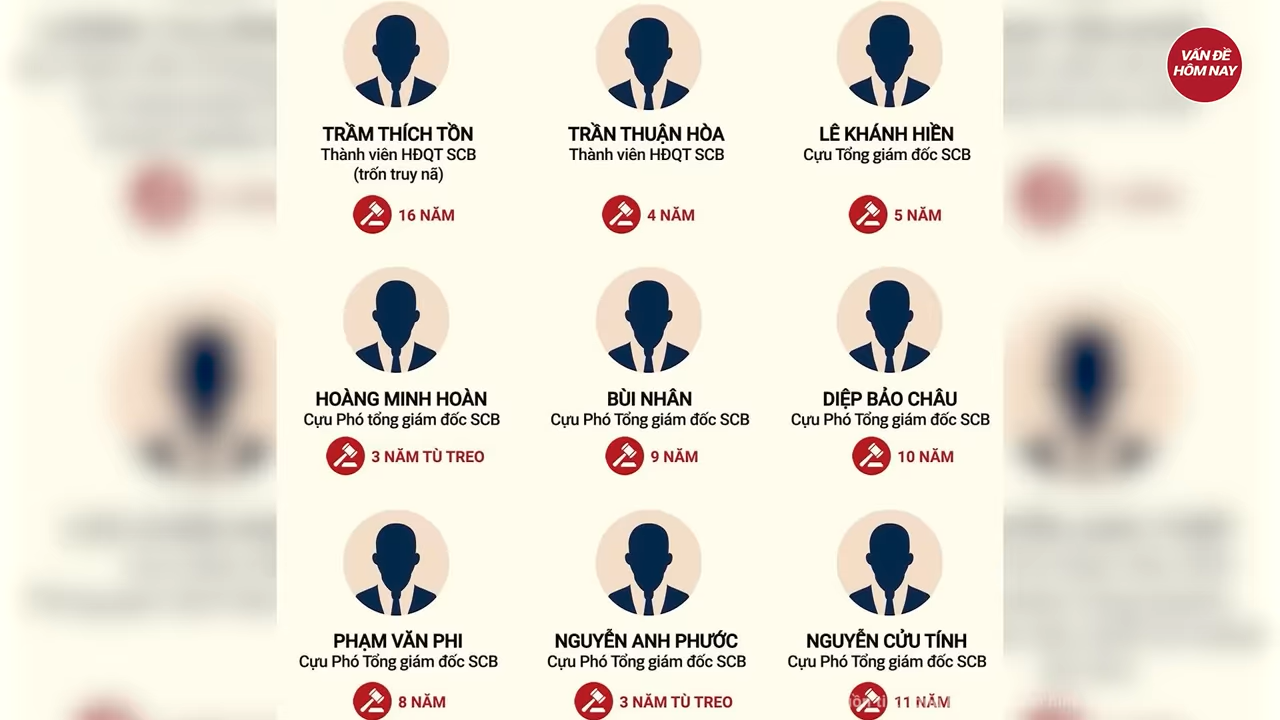 VẤN ĐỀ
HÔM NAY
TRẦM THÍCH TỒN
Thành viên HĐQT SCB
(trốn truy nã)
16 NĂM
TRẦN THUẬN HÒA
Thành viên HĐQT SCB
4 NĂM
LÊ KHÁNH HIỀN
Cựu Tổng giám đốc SCB
5 NĂM
HOÀNG MINH HOÀN
Cựu Phó tổng giám đốc SCB
3 NĂM TÙ TREO
BÙI NHÂN
Cựu Phó Tổng giám đốc SCB
9 NĂM
DIỆP BẢO CHÂU
Cựu Phó Tổng giám đốc SCB
10 NĂM
PHẠM VĂN PHI
Cựu Phó Tổng giám đốc SCB
8 NĂM
NGUYỄN ANH PHƯỚC
Cựu Phó Tổng giám đốc SCB
3 NĂM TÙ TREO
NGUYỄN CỬU TÍNH
Cựu Phó Tổng giám đốc SCB
11 NĂM